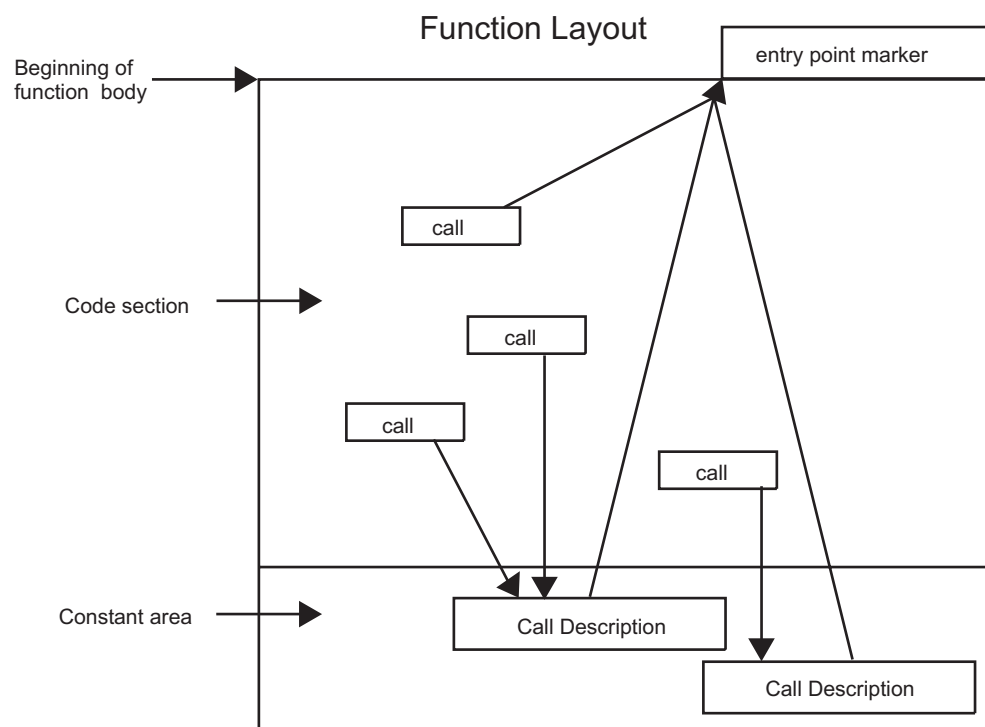 Function Layout
entry point marker
Beginning of
function body
call
Code section
call
call
call
Constant area
Call Description
Call Description